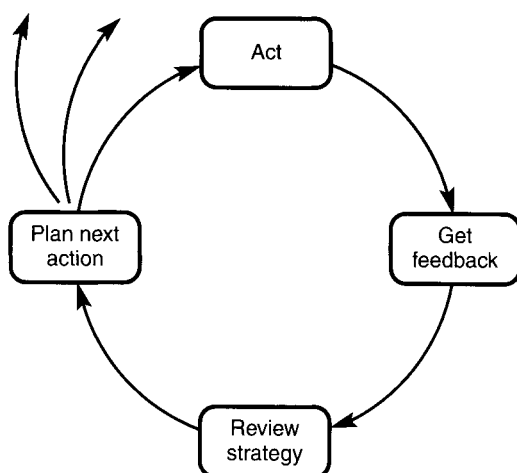 Act
Get
feedback
Review
strategy
Plan next
action